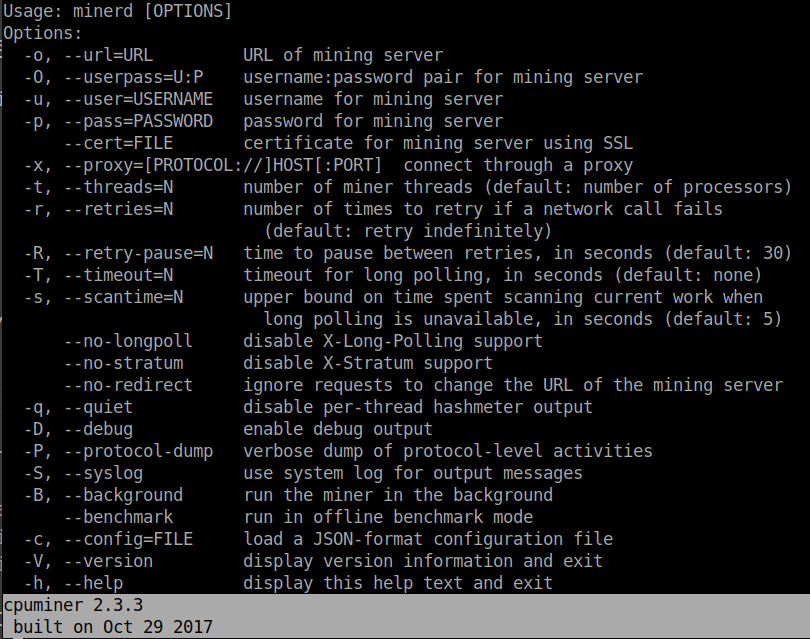 Usage: minerd [OPTIONS]
Options:
  -o, --url=URL         URL of mining server
  -O, --userpass=U:P    username:password pair for mining server
  -u, --user=USERNAME   username for mining server
  -p, --pass=PASSWORD   password for mining server
      --cert=FILE       certificate for mining server using SSL
  -x, --proxy=[PROTOCOL://]HOST[:PORT]  connect through a proxy
  -t, --threads=N       number of miner threads (default: number of processors)
  -r, --retries=N       number of times to retry if a network call fails
                          (default: retry indefinitely)
  -R, --retry-pause=N   time to pause between retries, in seconds (default: 30)
  -T, --timeout=N       timeout for long polling, in seconds (default: none)
  -s, --scantime=N      upper bound on time spent scanning current work when
                          long polling is unavailable, in seconds (default: 5)
      --no-longpoll     disable X-Long-Polling support
      --no-stratum      disable X-Stratum support
      --no-redirect     ignore requests to change the URL of the mining server
  -q, --quiet           disable per-thread hashmeter output
  -D, --debug           enable debug output
  -P, --protocol-dump   verbose dump of protocol-level activities
  -S, --syslog          use system log for output messages
  -B, --background      run the miner in the background
      --benchmark       run in offline benchmark mode
  -c, --config=FILE     load a JSON-format configuration file
  -V, --version         display version information and exit
  -h, --help            display this help text and exit
cpuminer 2.3.3
 built on Oct 29 2017